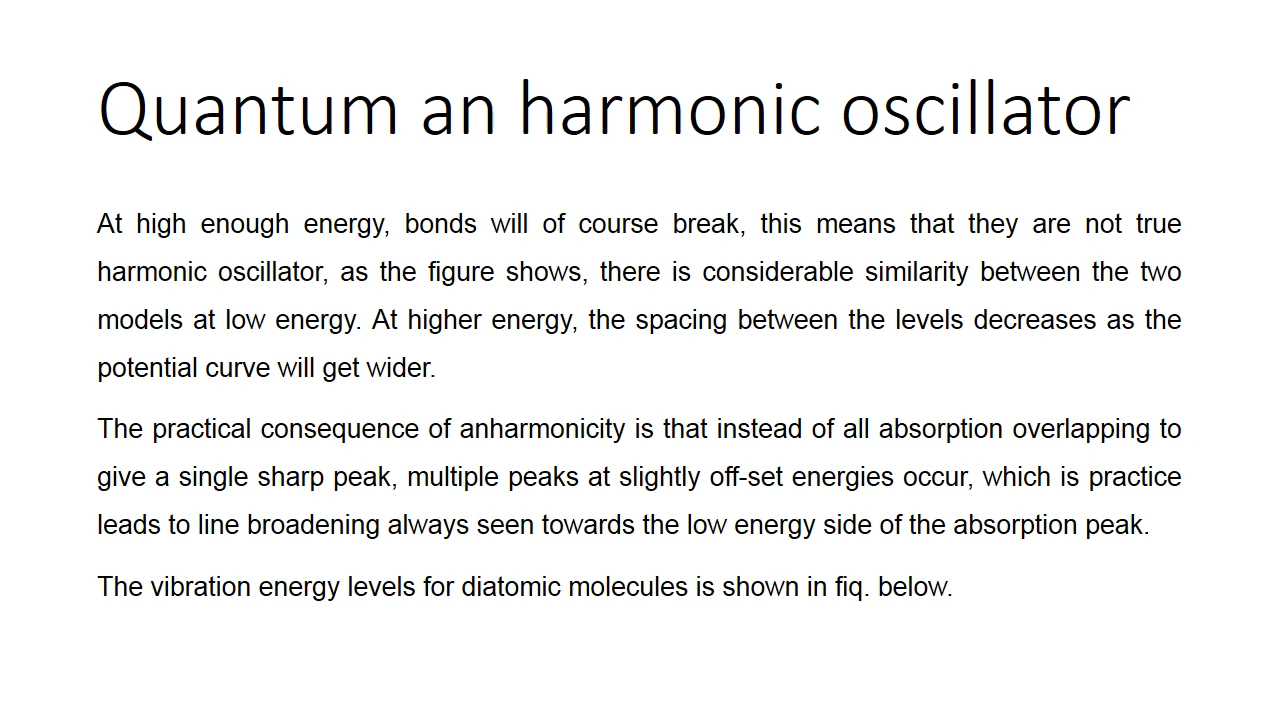 Quantum an harmonic oscillator
At high enough energy, bonds will of course break, this means that they are not true
harmonic oscillator, as the figure shows, there is considerable similarity between the two
models at low energy. At higher energy, the spacing between the levels decreases as the
potential curve will get wider.
The practical consequence of anharmonicity is that instead of all absorption overlapping to
give a single sharp peak, multiple peaks at slightly off-set energies occur, which is practice
leads to line broadening always seen towards the low energy side of the absorption peak.
The vibration energy levels for diatomic molecules is shown in fiq. below.